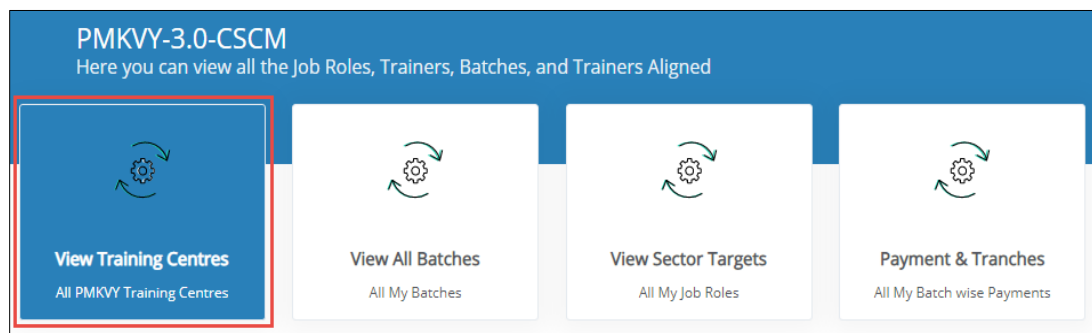 PMKVY-3.0-CSCM
Here you can view all the Job Roles, Trainers, Batches, and Trainers Aligned
View Training Centres
All PMKVY Training Centres
View All Batches
All My Batches
View Sector Targets
All My Job Roles
Payment & Tranches
All My Batch wise Payments